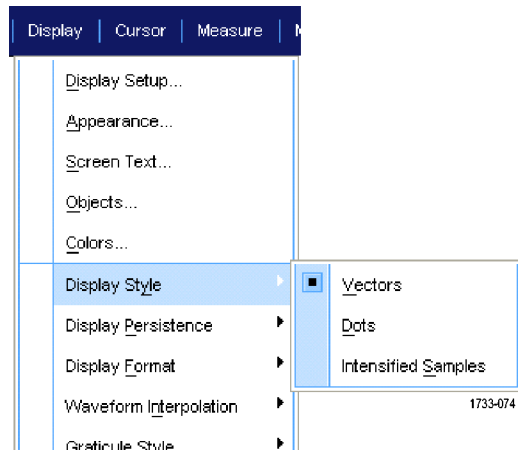 Display Cursor Measure
Display Setup...
Appearance...
Screen Text...
Objects...
Colors...
Display Style
Vectors
Display Persistence
Dots
Display Format
Intensified Samples
Waveform Interpolation
1733-074
Graticule Style